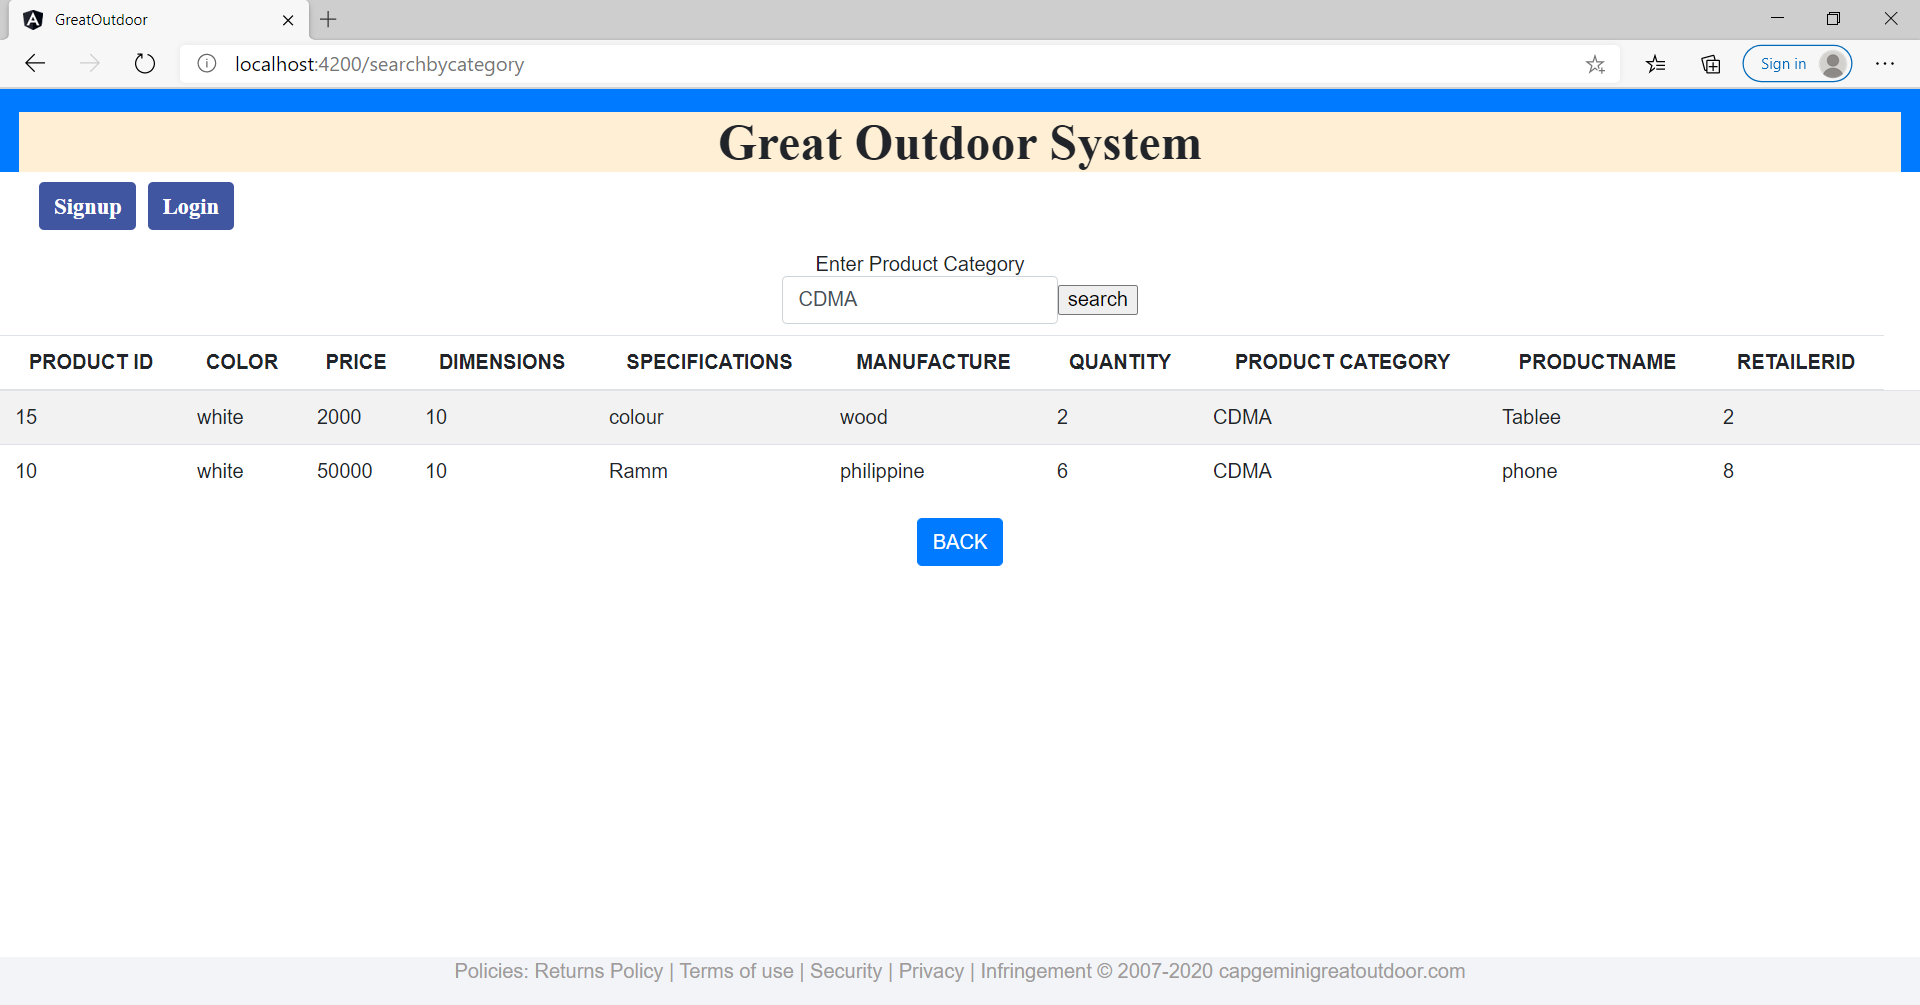 GreatOutdoor
localhost:4200/searchbycategory
Sign in
Great Outdoor System
Signup Login
Enter Product Category
CDMA search
PRODUCT ID COLOR PRICE DIMENSIONS SPECIFICATIONS MANUFACTURE QUANTITY PRODUCT CATEGORY PRODUCTNAME RETAILERID
15 white 2000 10 colour wood 2 CDMA Tablee 2
10 white 50000 10 Ramm philippine 6 CDMA phone 8
BACK
Policies: Returns Policy | Terms of use | Security | Privacy | Infringement © 2007-2020 capgeminigreatoutdoor.com